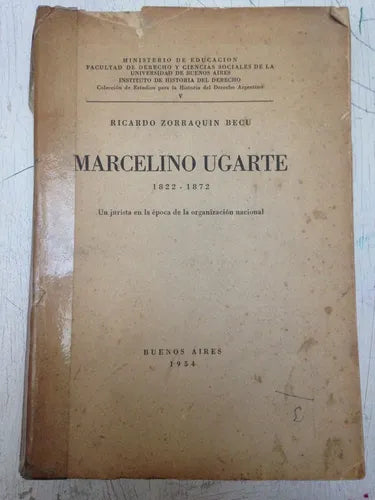 MINISTERIO DE EDUCACION
FACULTAD DE DERECHO Y CIENCIAS SOCIALES DE LA
UNIVERSIDAD DE BUENOS AIRES
INSTITUTO DE HISTORIA DEL DERECHO
Colección de Estudios para la Historia del Derecho Argentino
V
RICARDO ZORRAQUIN BECU
MARCELINO UGARTE
1822 - 1872
Un jurista en la época de la organización nacional
BUENOS AIRES
1954